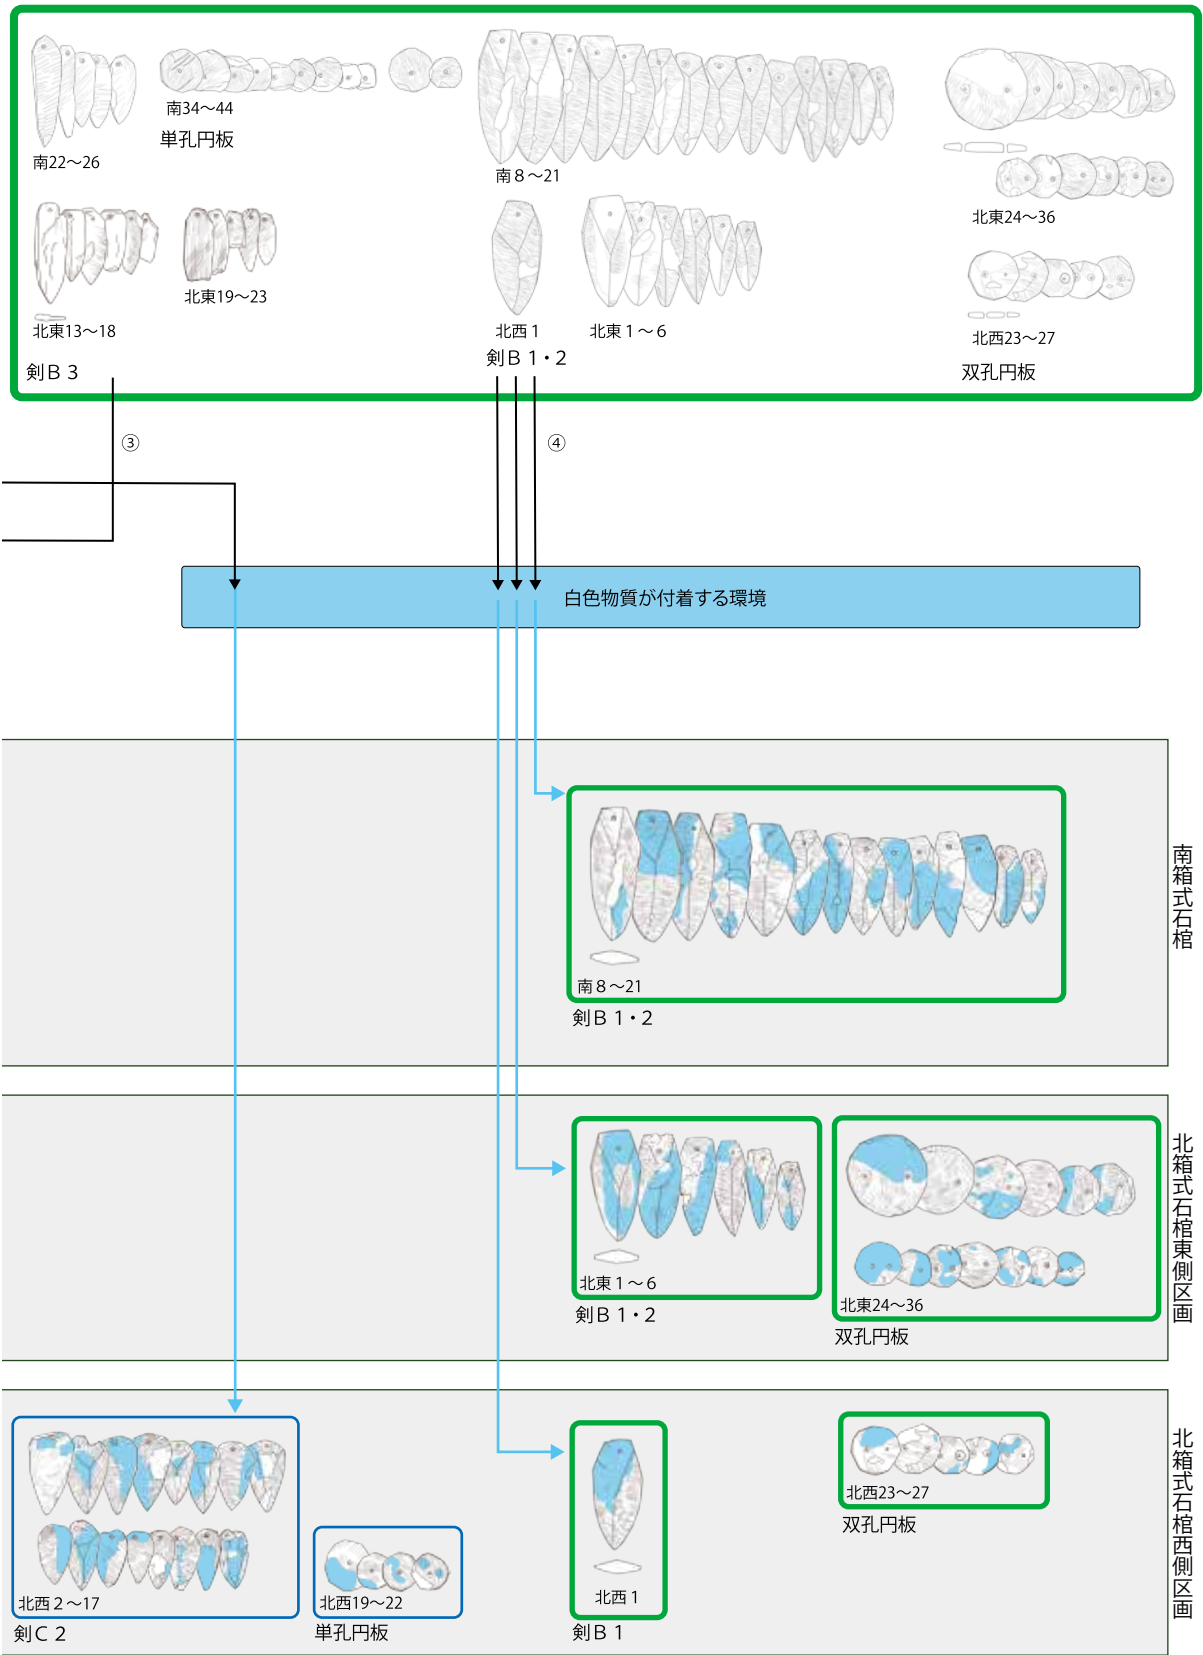 南34～44
単孔円板
南22～26
南８～21
北東24～36
北東19～23
北東13～18
剣Ｂ３
北西１
北東１～６
剣Ｂ１・２
北西23～27
双孔円板
③
④
白色物質が付着する環境
南８～21
剣Ｂ１・２
南箱式石棺
北東１～６
剣Ｂ１・２
北東24～36
双孔円板
北箱式石棺東側区画
北西２～17
剣Ｃ２
北西19～22
単孔円板
北西１
剣Ｂ１
北西23～27
双孔円板
北箱式石棺西側区画